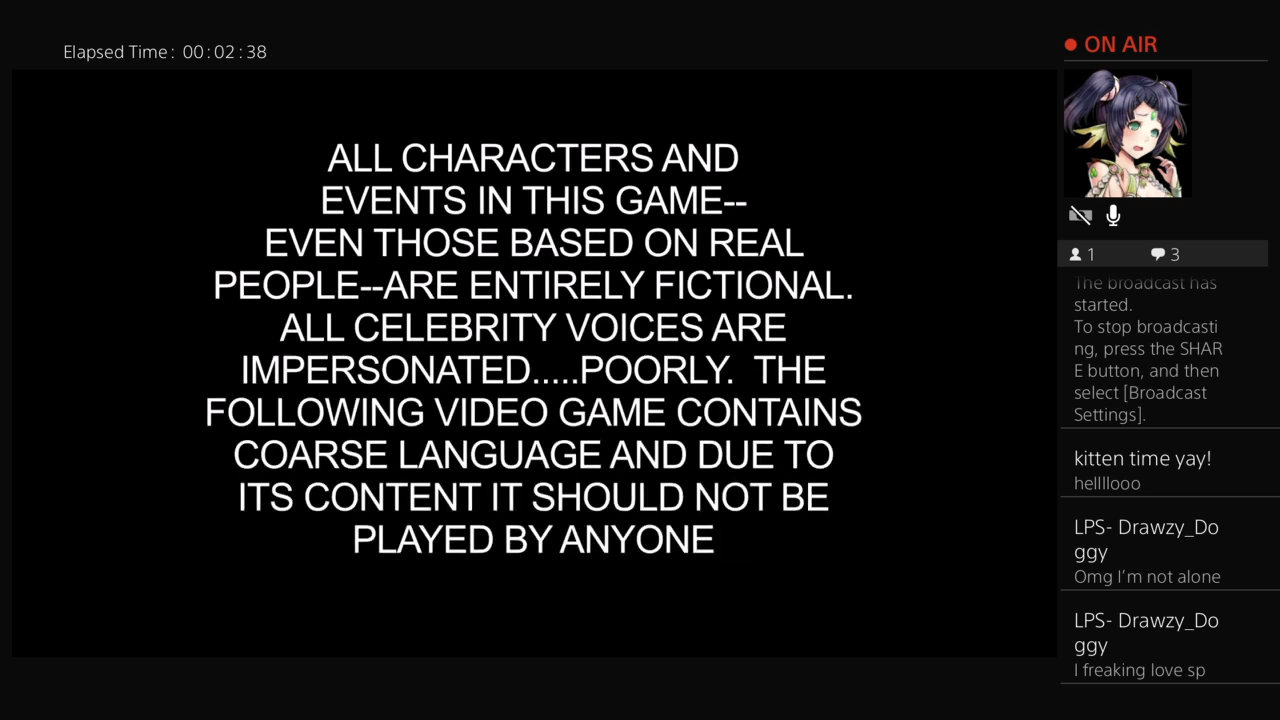 Elapsed Time: 00:02:38
ON AIR
ALL CHARACTERS AND
EVENTS IN THIS GAME--
EVEN THOSE BASED ON REAL
PEOPLE--ARE ENTIRELY FICTIONAL.
ALL CELEBRITY VOICES ARE
IMPERSONATED.....POORLY. THE
FOLLOWING VIDEO GAME CONTAINS
COARSE LANGUAGE AND DUE TO
ITS CONTENT IT SHOULD NOT BE
PLAYED BY ANYONE
1 3
The broadcast has
started.
To stop broadcasti
ng, press the SHAR
E button, and then
select [Broadcast
Settings].
kitten time yay!
hellllooo
LPS- Drawzy_Do
ggy
Omg I'm not alone
LPS- Drawzy_Do
ggy
I freaking love sp